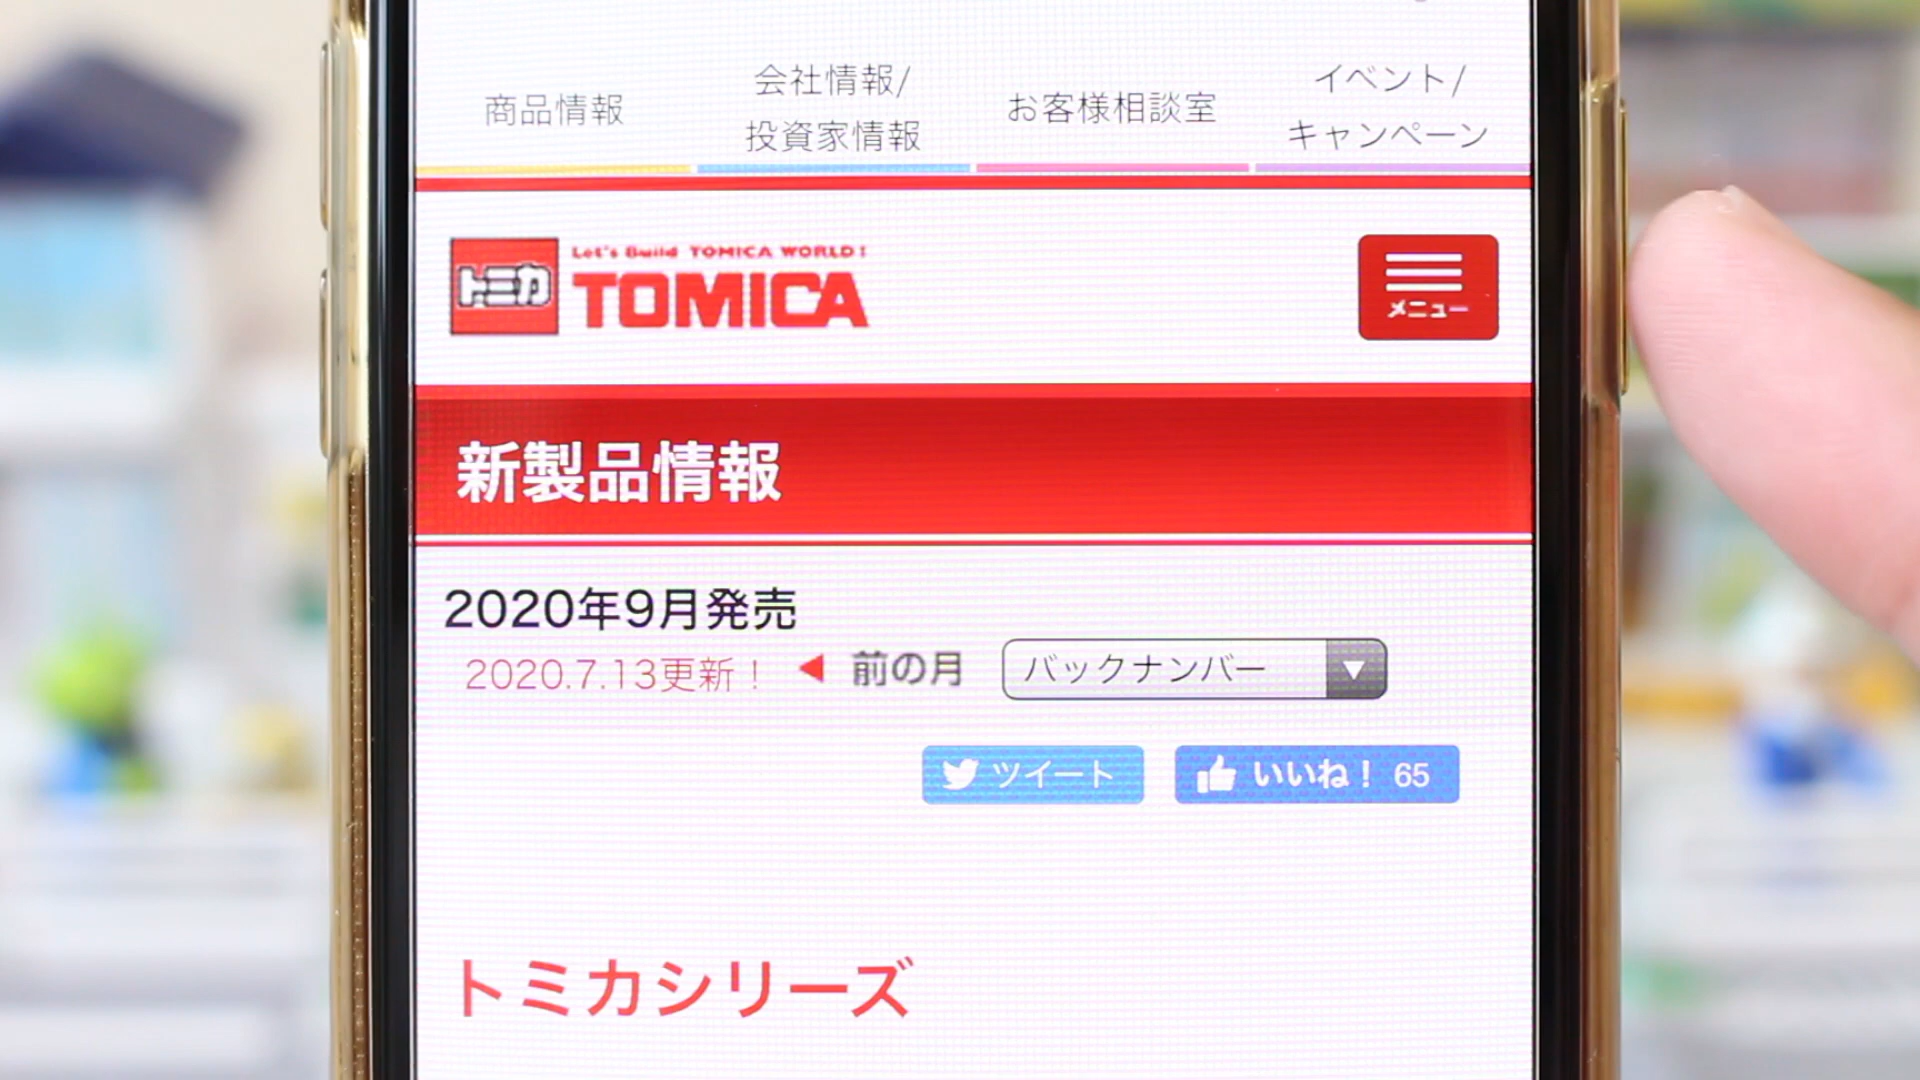 商品情報
会社情報/
投資家情報
お客様相談室
イベント/
キャンペーン
トミカ
Let's Build TOMICA WORLD!
TOMICA
メニュー
新製品情報
2020年9月発売
2020.7.13更新！
前の月
バックナンバー
ツイート
いいね！ 65
トミカシリーズ